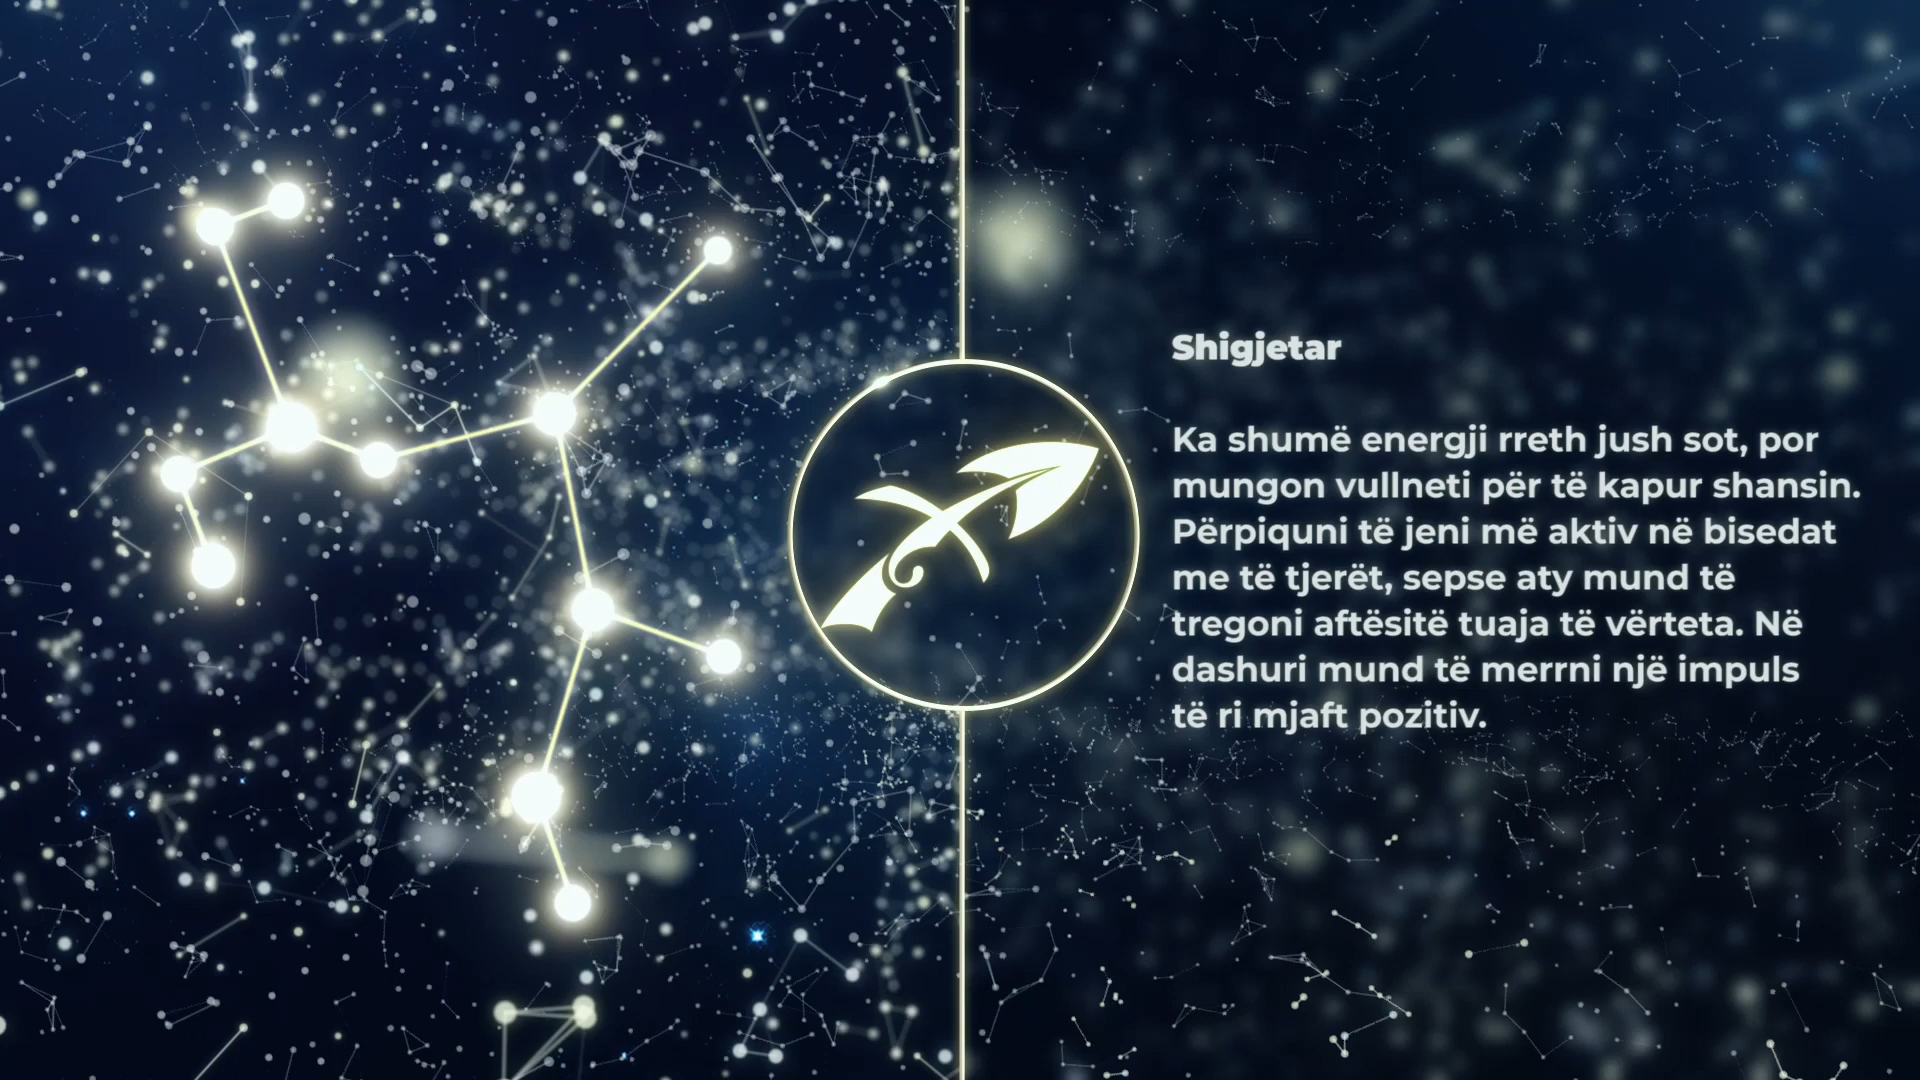 Shigjetar
Ka shumë energji rreth jush sot, por
mungon vullneti për të kapur shansin.
Përpiquni të jeni më aktiv në bisedat
me të tjerët, sepse aty mund të
tregoni aftësitë tuaja të vërteta. Në
dashuri mund të merrni një impuls
të ri mjaft pozitiv.